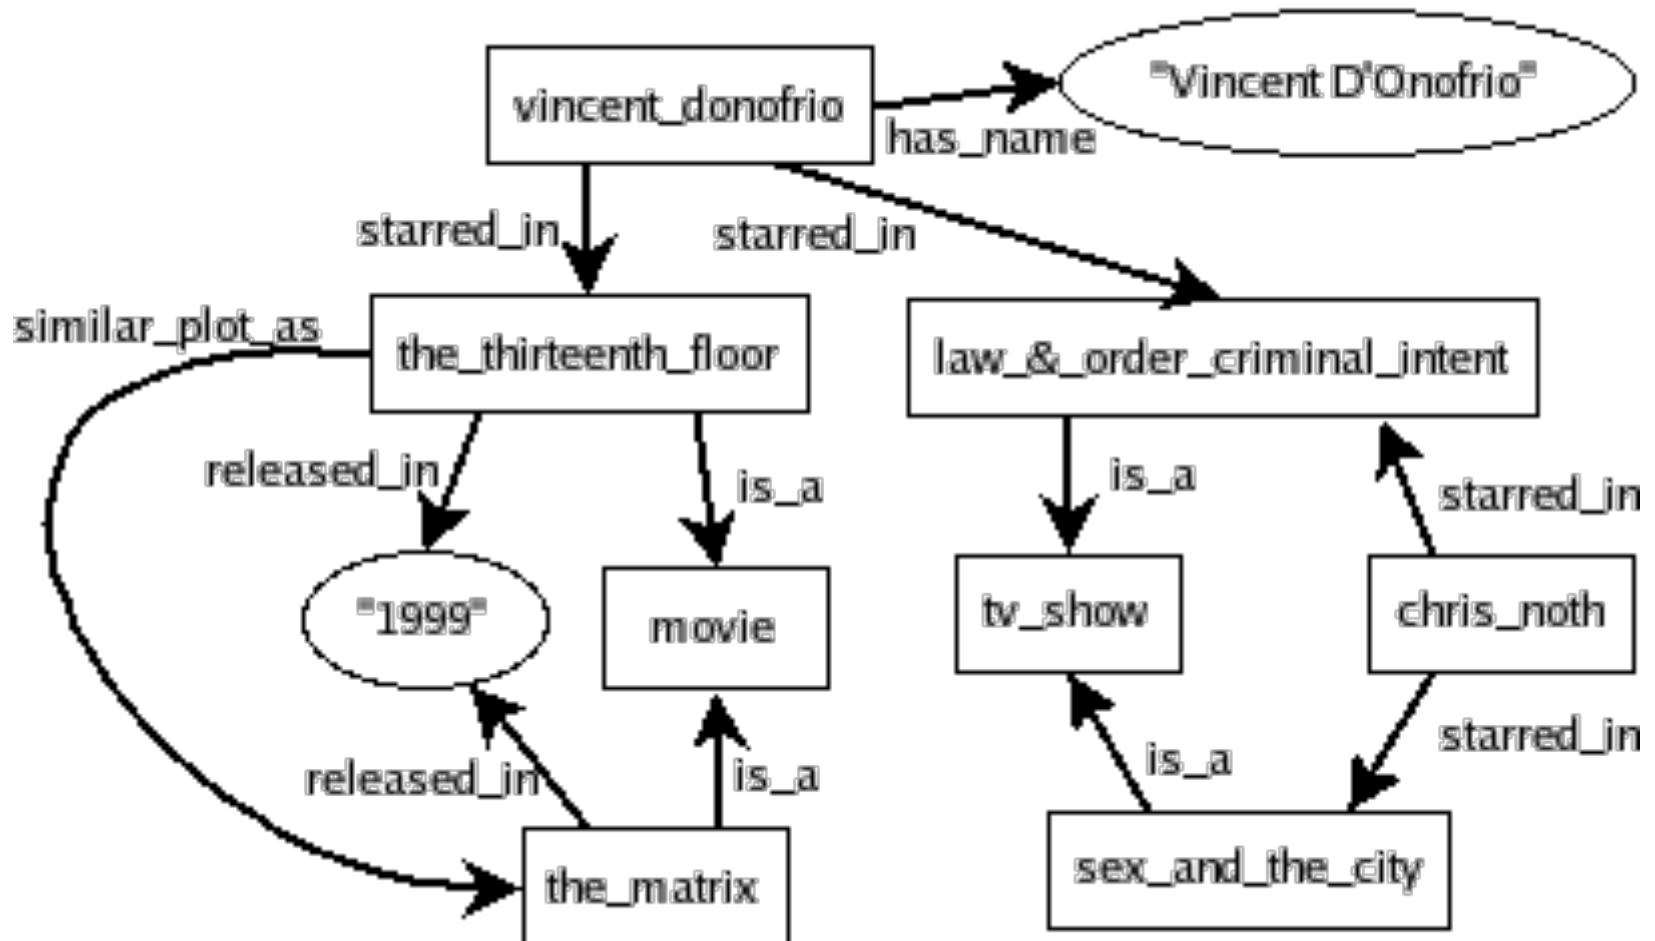 "Vincent D'Onofrio"
vincent_donofrio
has_name
starred_in
starred_in
similar_plot_as
the_thirteenth_floor
law_&_order_criminal_intent
released_in
is_a
is_a
starred_in
"1999"
movie
tv_show
chris_noth
released_in
is_a
is_a
starred_in
the_matrix
sex_and_the_city